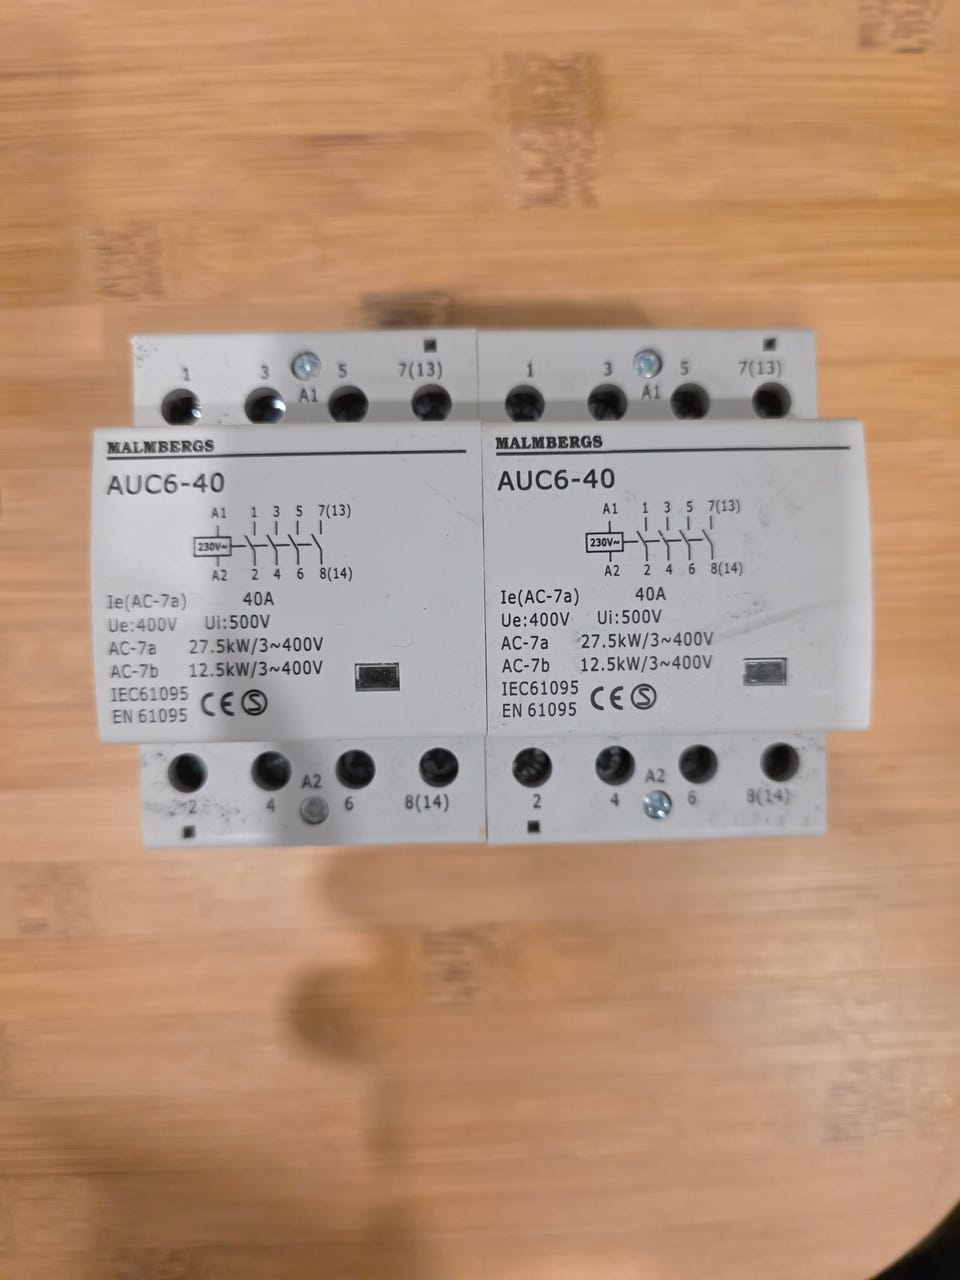 1 3 A1 5 7(13)
MALMBERGS
AUC6-40
A1 1 3 5 7(13)
230V~
A2 2 4 6 8(14)
Ie(AC-7a) 40A
Ue:400V Ui:500V
AC-7a 27.5kW/3~400V
AC-7b 12.5kW/3~400V
IEC61095
EN 61095 CE S
2 4 A2 6 8(14)
1 3 A1 5 7(13)
MALMBERGS
AUC6-40
A1 1 3 5 7(13)
230V~
A2 2 4 6 8(14)
Ie(AC-7a) 40A
Ue:400V Ui:500V
AC-7a 27.5kW/3~400V
AC-7b 12.5kW/3~400V
IEC61095
EN 61095 CE S
2 4 A2 6 8(14)